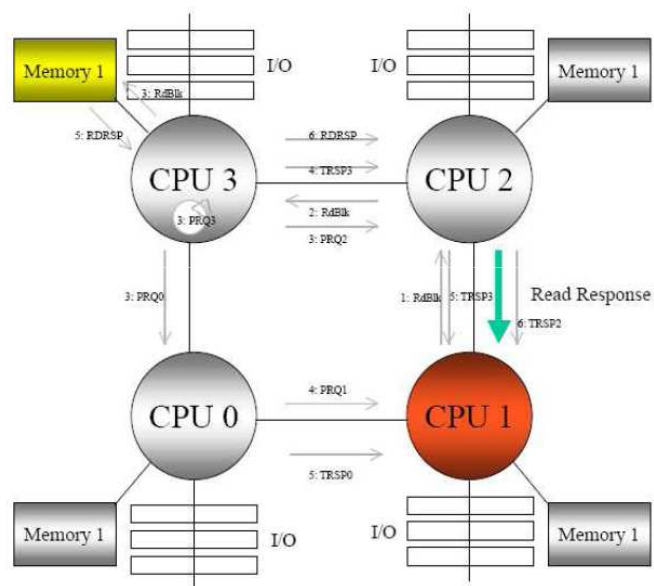 Memory 1
I/O
I/O
Memory 1
3: RdBlk
5: RDRSP
6: RDRSP
4: TRSP3
CPU 3
CPU 2
2: RdBlk
3: PRQ3
3: PRQ2
3: PRQ0
1: RdBlk
5: TRSP3
Read Response
6: TRSP2
4: PRQ1
CPU 0
CPU 1
5: TRSP0
Memory 1
I/O
I/O
Memory 1